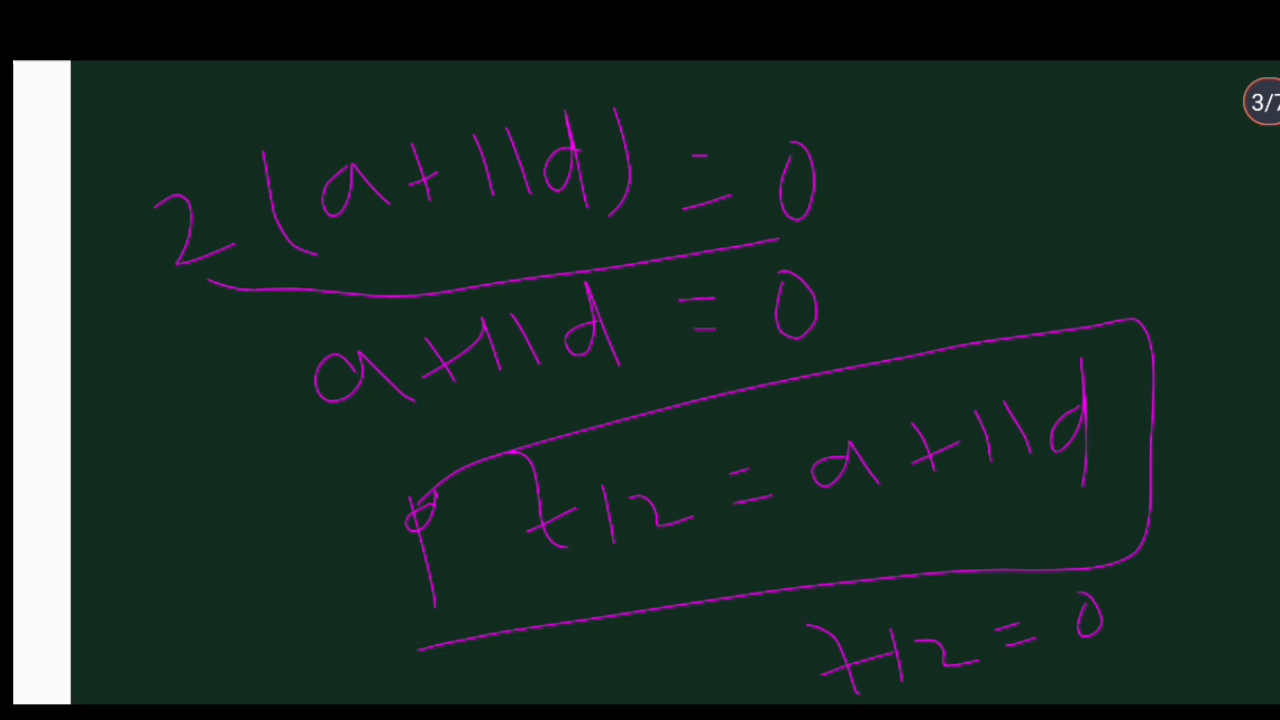 3/7
2(a+11d) = 0
a+11d = 0
T12 = a+11d
T12 = 0